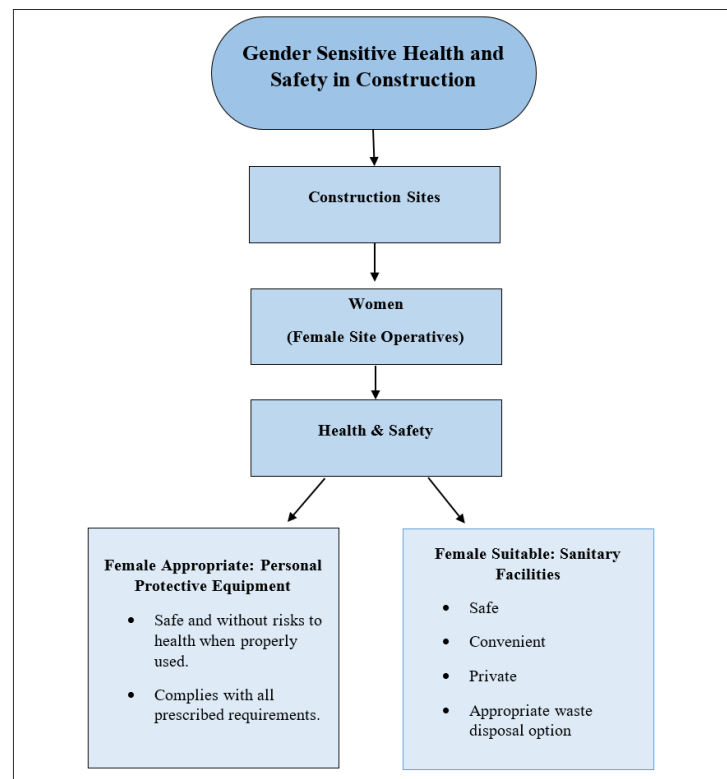 Gender Sensitive Health and
Safety in Construction
Construction Sites
Women
(Female Site Operatives)
Health & Safety
Female Appropriate: Personal
Protective Equipment
• Safe and without risks to
health when properly
used.
• Complies with all
prescribed requirements.
Female Suitable: Sanitary
Facilities
• Safe
• Convenient
• Private
• Appropriate waste
disposal option